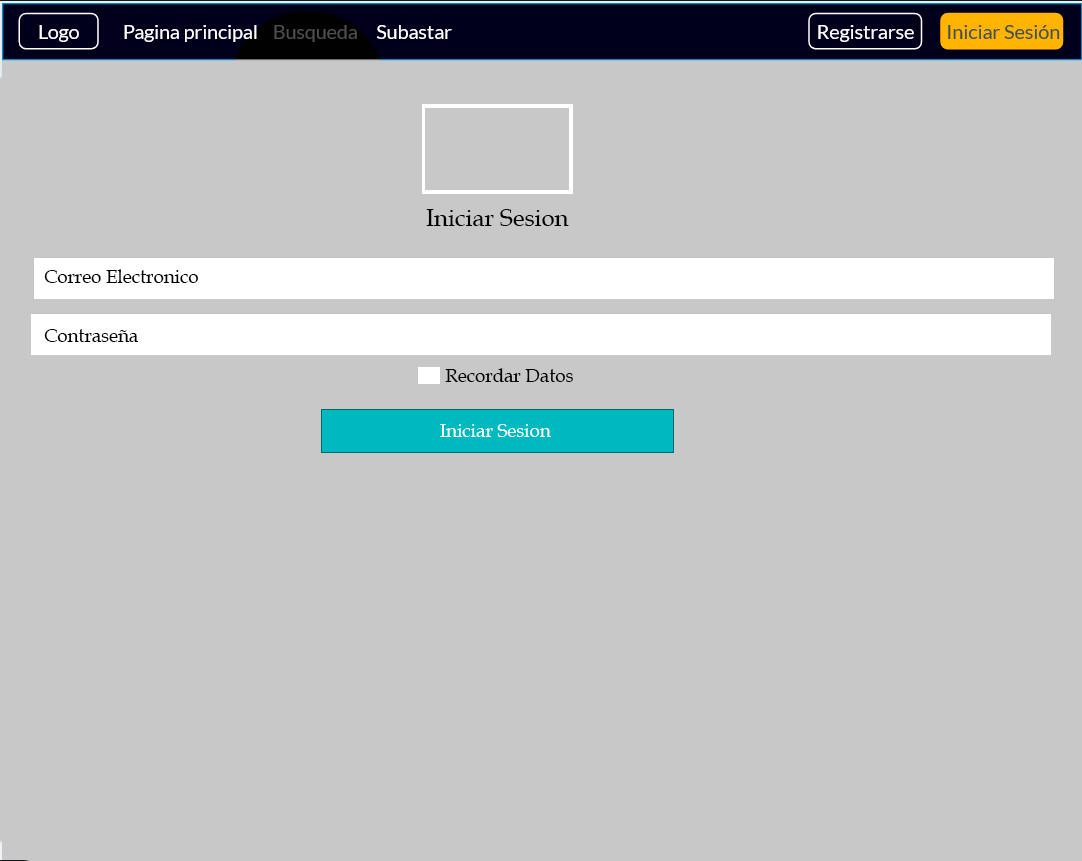 Logo Pagina principal Busqueda Subastar Registrarse Iniciar Sesión
Iniciar Sesion
Correo Electronico
Contraseña
Recordar Datos
Iniciar Sesion